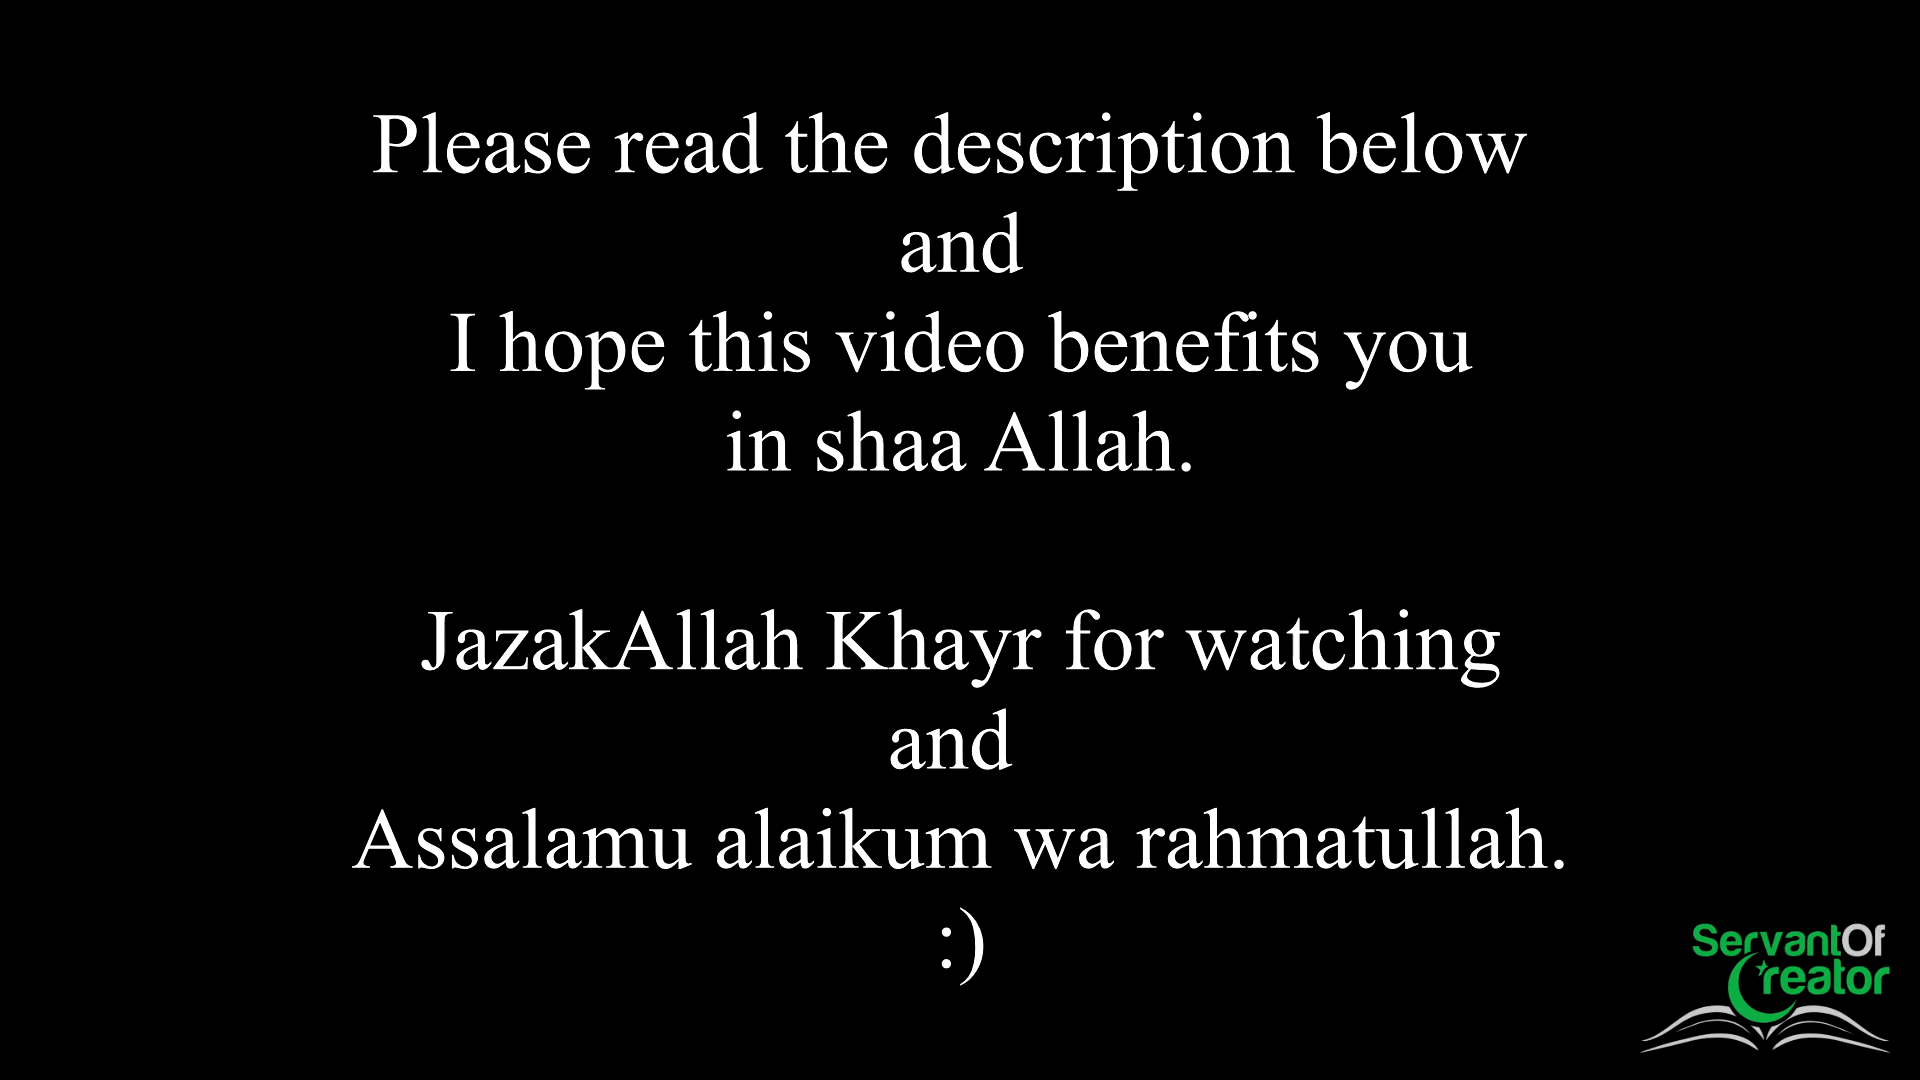 Please read the description below
and
I hope this video benefits you
in shaa Allah.
JazakAllah Khayr for watching
and
Assalamu alaikum wa rahmatullah.
:)
ServantOf
Creator